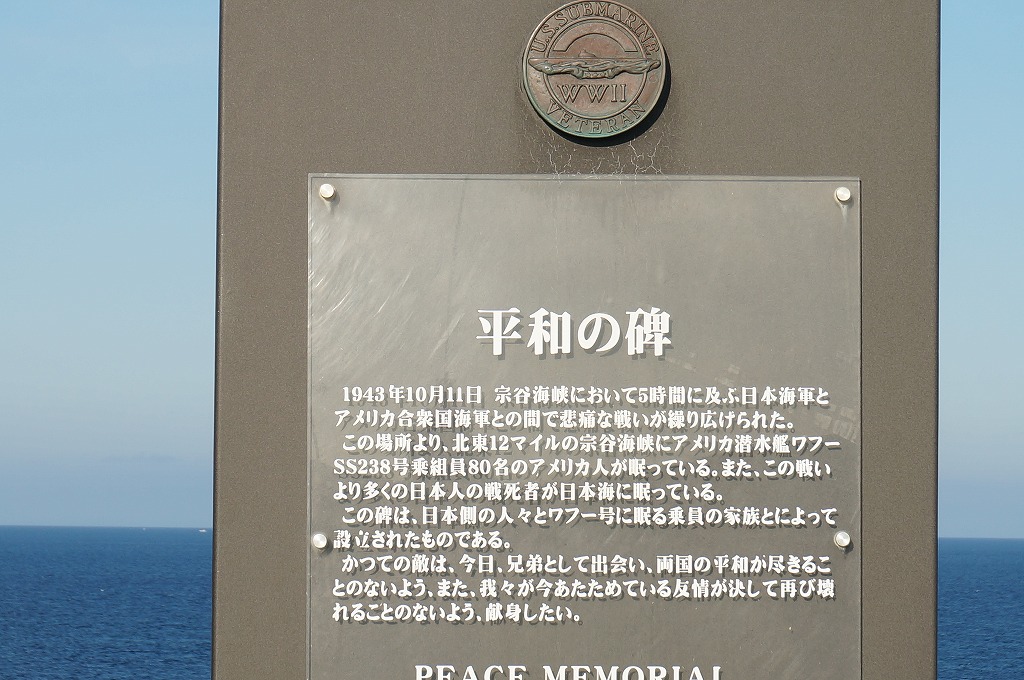 U.S. SUBMARINE
WWII
VETERAN
平和の碑
1943年10月11日 宗谷海峡において5時間に及ぶ日本海軍と
アメリカ合衆国海軍との間で悲痛な戦いが繰り広げられた。
この場所より、北東12マイルの宗谷海峡にアメリカ潜水艦ワフー
SS238号乗組員80名のアメリカ人が眠っている。また、この戦い
より多くの日本人の戦死者が日本海に眠っている。
この碑は、日本側の人々とワフー号に眠る乗員の家族とによって
設立されたものである。
かつての敵は、今日、兄弟として出会い、両国の平和が尽きるこ
とのないよう、また、我々が今あたためている友情が決して再び壊
れることのないよう、献身したい。
PEACE MEMORIAL